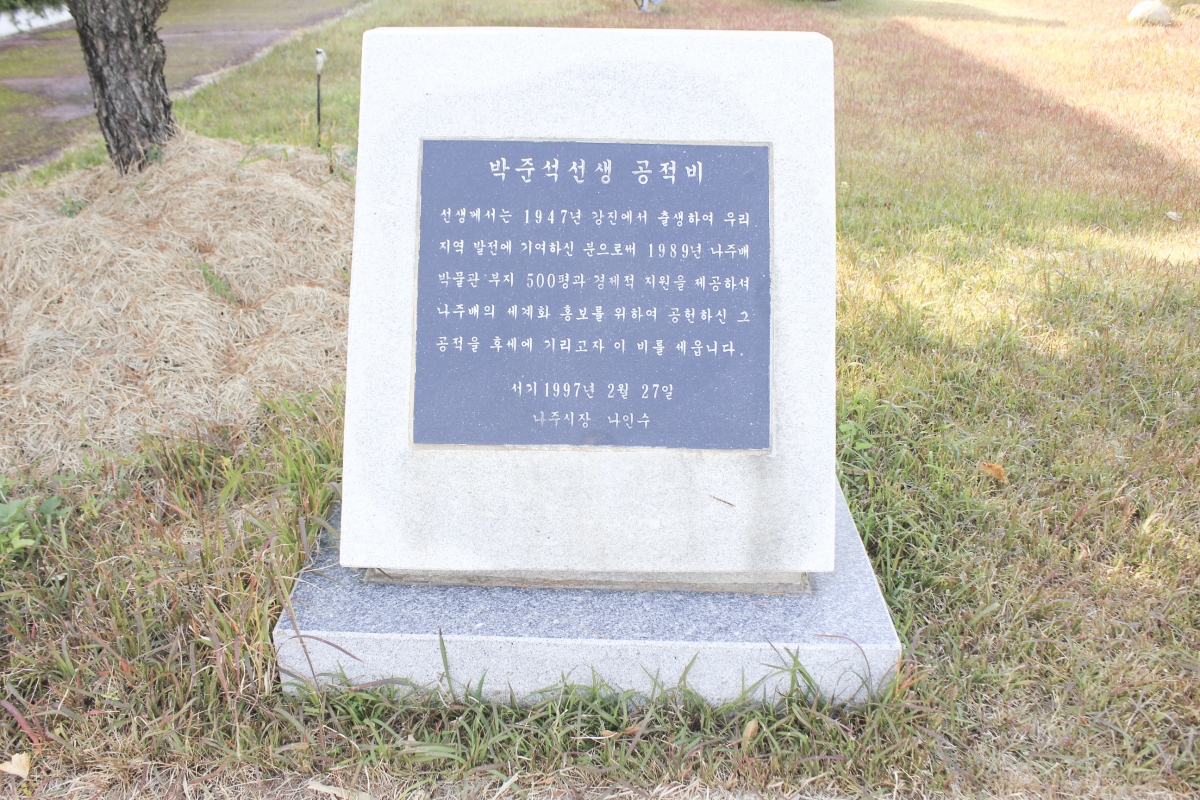 박준석선생 공적비
선생께서는 1947년 강진에서 출생하여 우리
지역 발전에 기여하신 분으로써 1989년 나주배
박물관 부지 500평과 경제적 지원을 제공하셔
나주배의 세계화 홍보를 위하여 공헌하신 그
공적을 후세에 기리고자 이 비를 세웁니다.
서기 1997년 2월 27일
나주시장 나인수